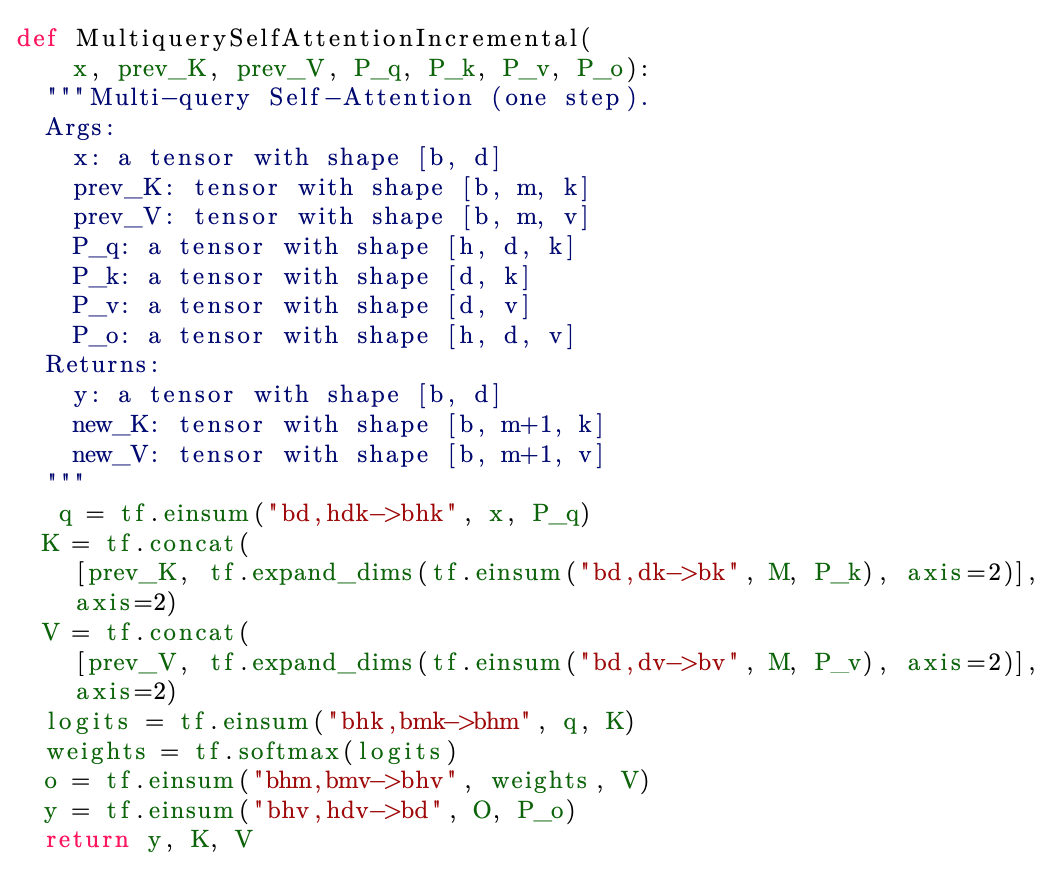 def MultiquerySelfAttentionIncremental(
    x, prev_K, prev_V, P_q, P_k, P_v, P_o):
  """Multi-query Self-Attention (one step).
  Args:
    x: a tensor with shape [b, d]
    prev_K: tensor with shape [b, m, k]
    prev_V: tensor with shape [b, m, v]
    P_q: a tensor with shape [h, d, k]
    P_k: a tensor with shape [d, k]
    P_v: a tensor with shape [d, v]
    P_o: a tensor with shape [h, d, v]
  Returns:
    y: a tensor with shape [b, d]
    new_K: tensor with shape [b, m+1, k]
    new_V: tensor with shape [b, m+1, v]
  """
   q = tf.einsum("bd,hdk->bhk", x, P_q)
  K = tf.concat(
    [prev_K, tf.expand_dims(tf.einsum("bd,dk->bk", M, P_k), axis=2)],
    axis=2)
  V = tf.concat(
    [prev_V, tf.expand_dims(tf.einsum("bd,dv->bv", M, P_v), axis=2)],
    axis=2)
  logits = tf.einsum("bhk,bmk->bhm", q, K)
  weights = tf.softmax(logits)
  o = tf.einsum("bhm,bmv->bhv", weights, V)
  y = tf.einsum("bhv,hdv->bd", O, P_o)
  return y, K, V